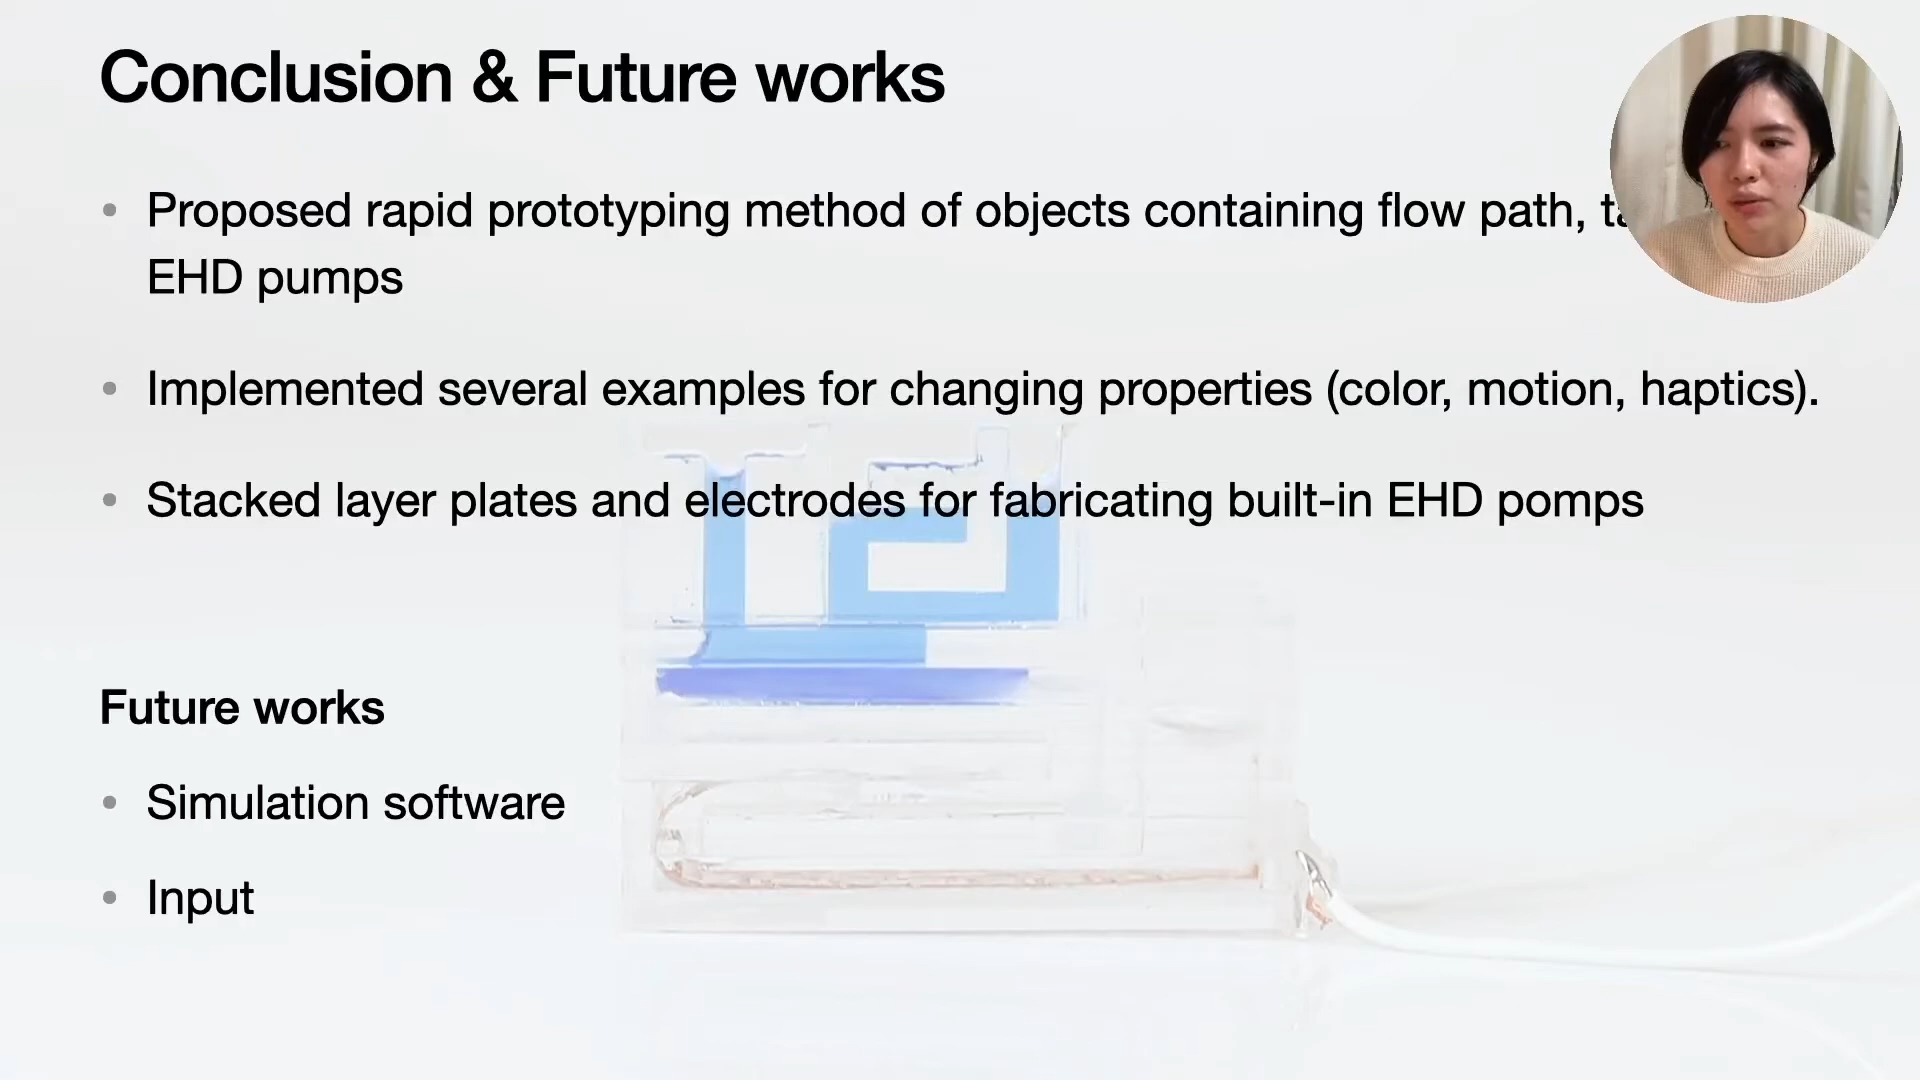 Conclusion & Future works
• Proposed rapid prototyping method of objects containing flow path,
EHD pumps
• Implemented several examples for changing properties (color, motion, haptics).
• Stacked layer plates and electrodes for fabricating built-in EHD pomps
Future works
• Simulation software
• Input